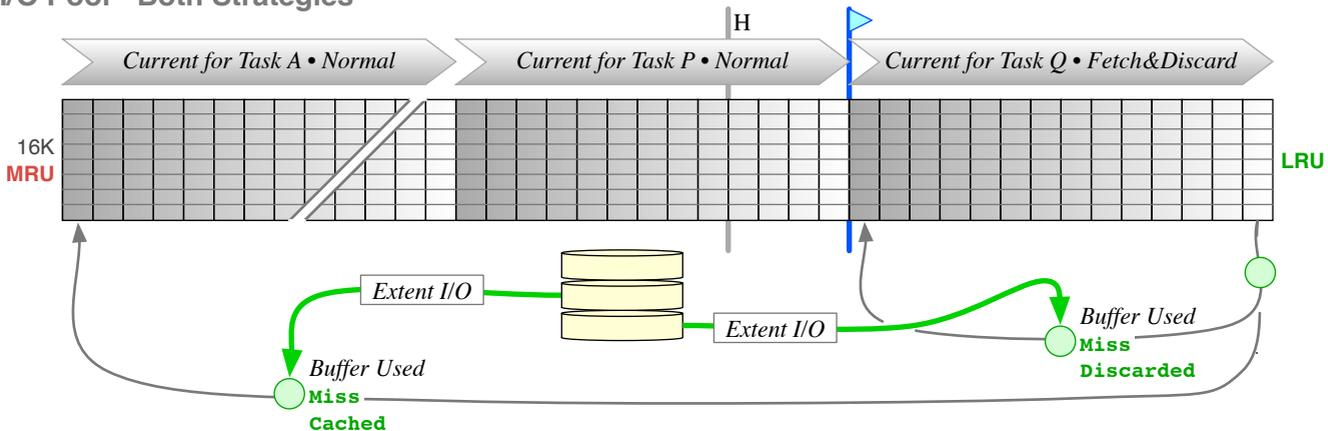 I/O Pool • Both Strategies
H
Current for Task A • Normal
Current for Task P • Normal
Current for Task Q • Fetch&Discard
16K
MRU
LRU
Extent I/O
Extent I/O
Buffer Used
Miss
Discarded
Buffer Used
Miss
Cached